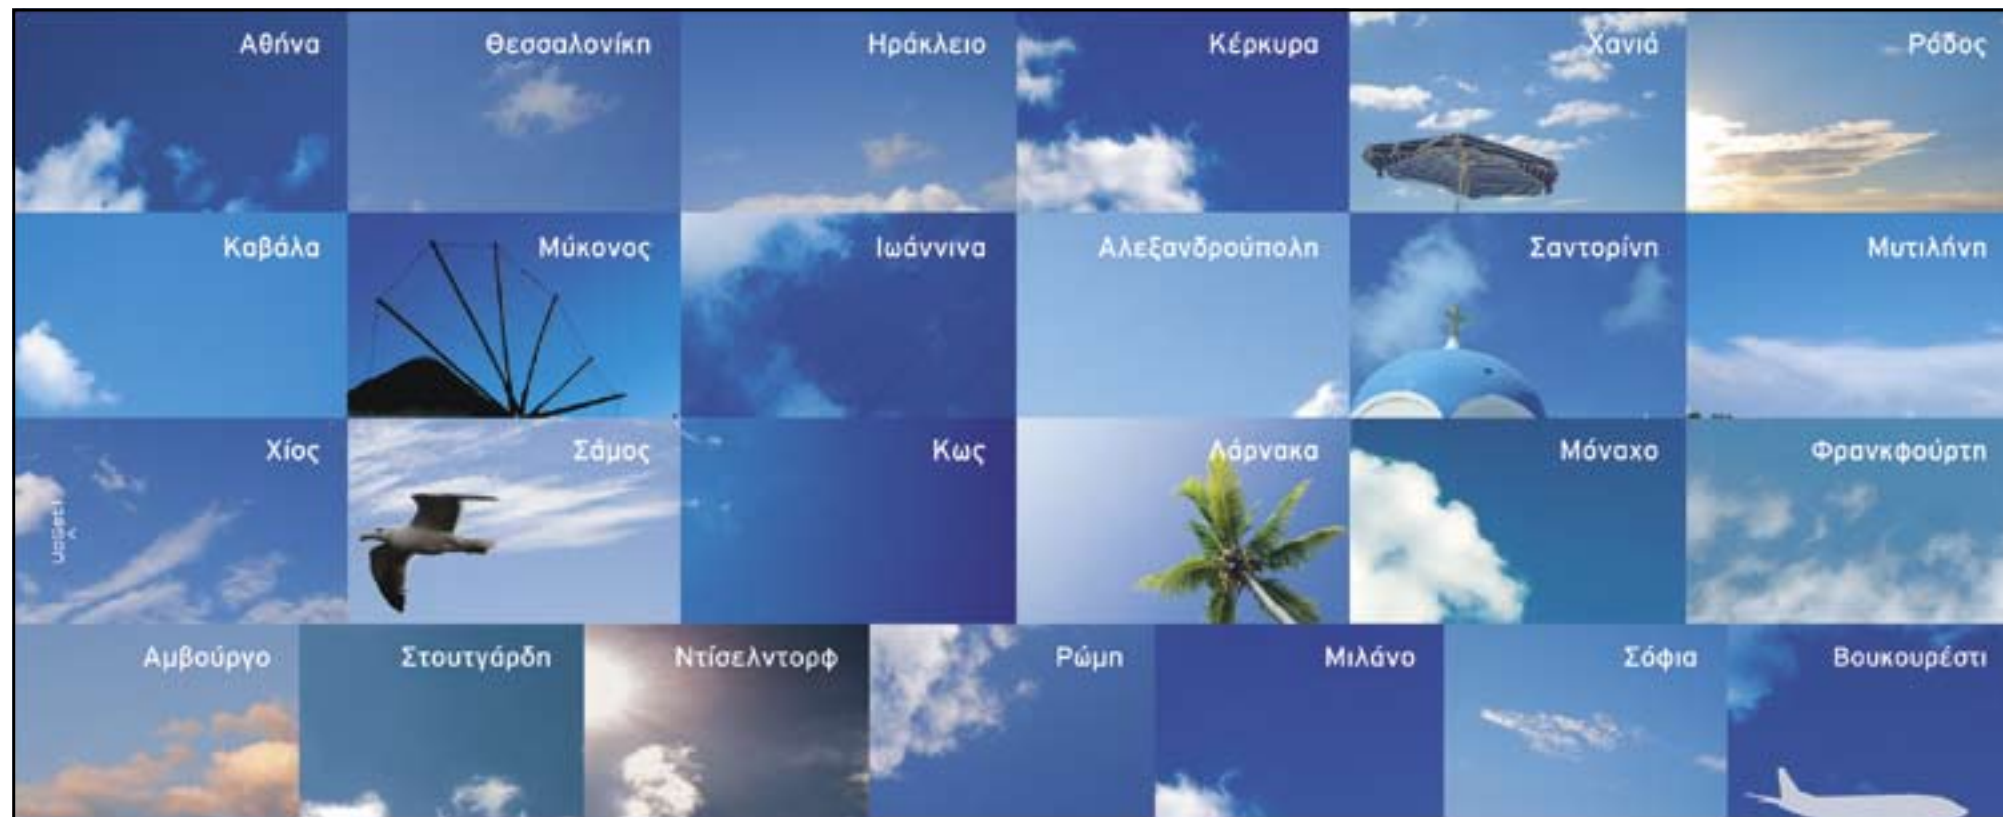 Αθήνα
Θεσσαλονίκη
Ηράκλειο
Κέρκυρα
Χανιά
Ρόδος
Καβάλα
Μύκονος
Ιωάννινα
Αλεξανδρούπολη
Σαντορίνη
Μυτιλήνη
Χίος
Σάμος
Κως
Λάρνακα
Μόναχο
Φρανκφούρτη
Αμβούργο
Στουτγάρδη
Ντίσελντορφ
Ρώμη
Μιλάνο
Σόφια
Βουκουρέστι